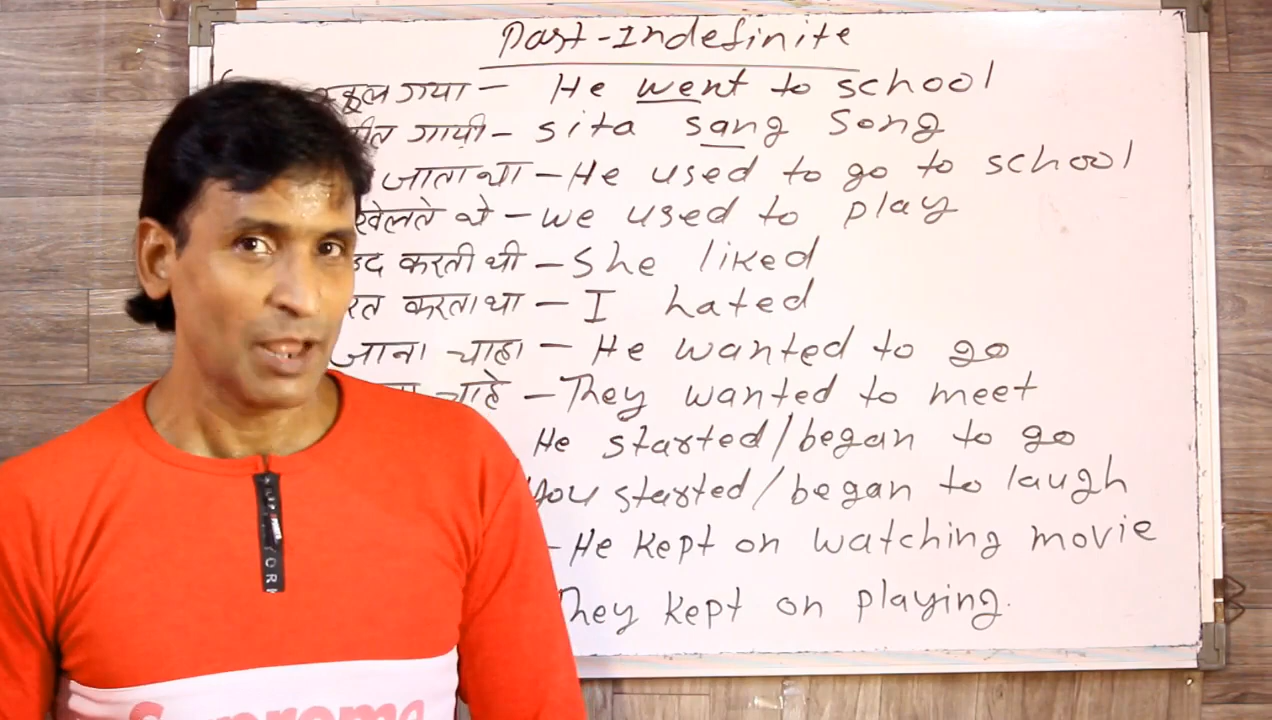 Past-Indefinite
स्कूल गया - He went to school
गीत गायी - sita sang song
जाता था - He used to go to school
खेलते थे - we used to play
करती थी - She liked
करता था - I hated
जाना चाहा - He wanted to go
चाहे - They wanted to meet
He started/began to go
You started/began to laugh
- He kept on watching movie
They kept on playing.
Supreme